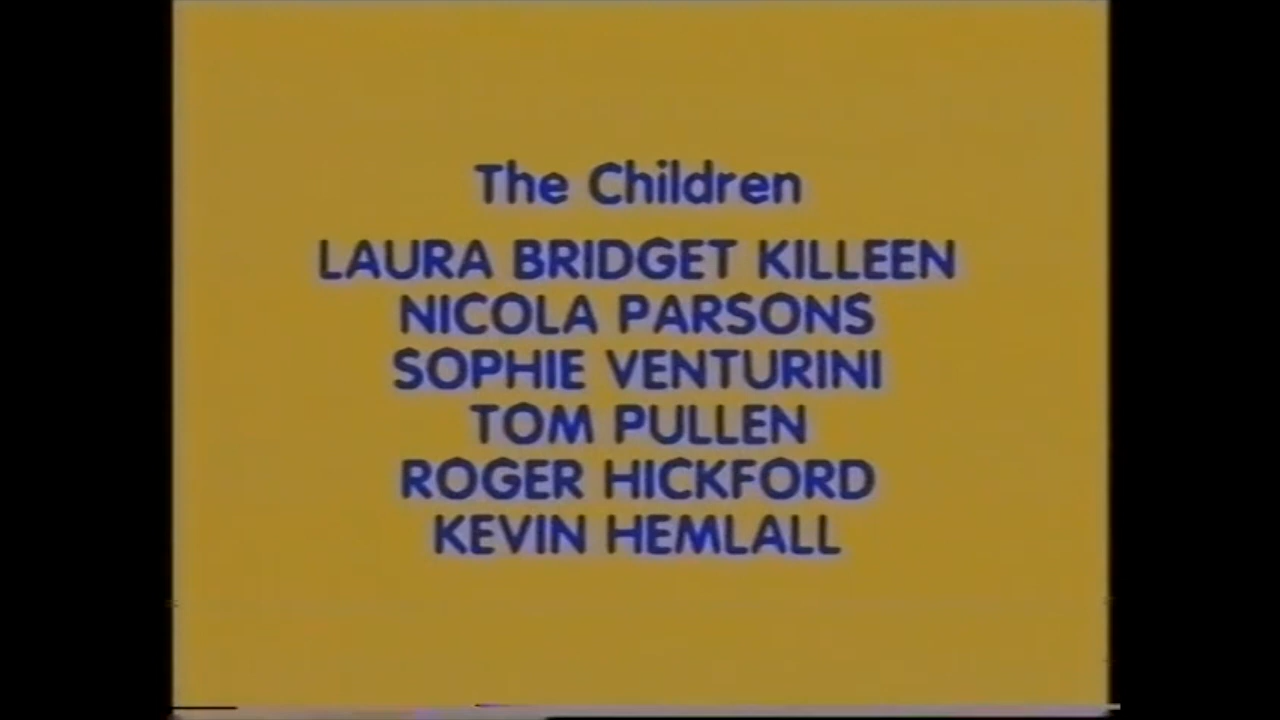 The Children
LAURA BRIDGET KILLEEN
NICOLA PARSONS
SOPHIE VENTURINI
TOM PULLEN
ROGER HICKFORD
KEVIN HEMLALL